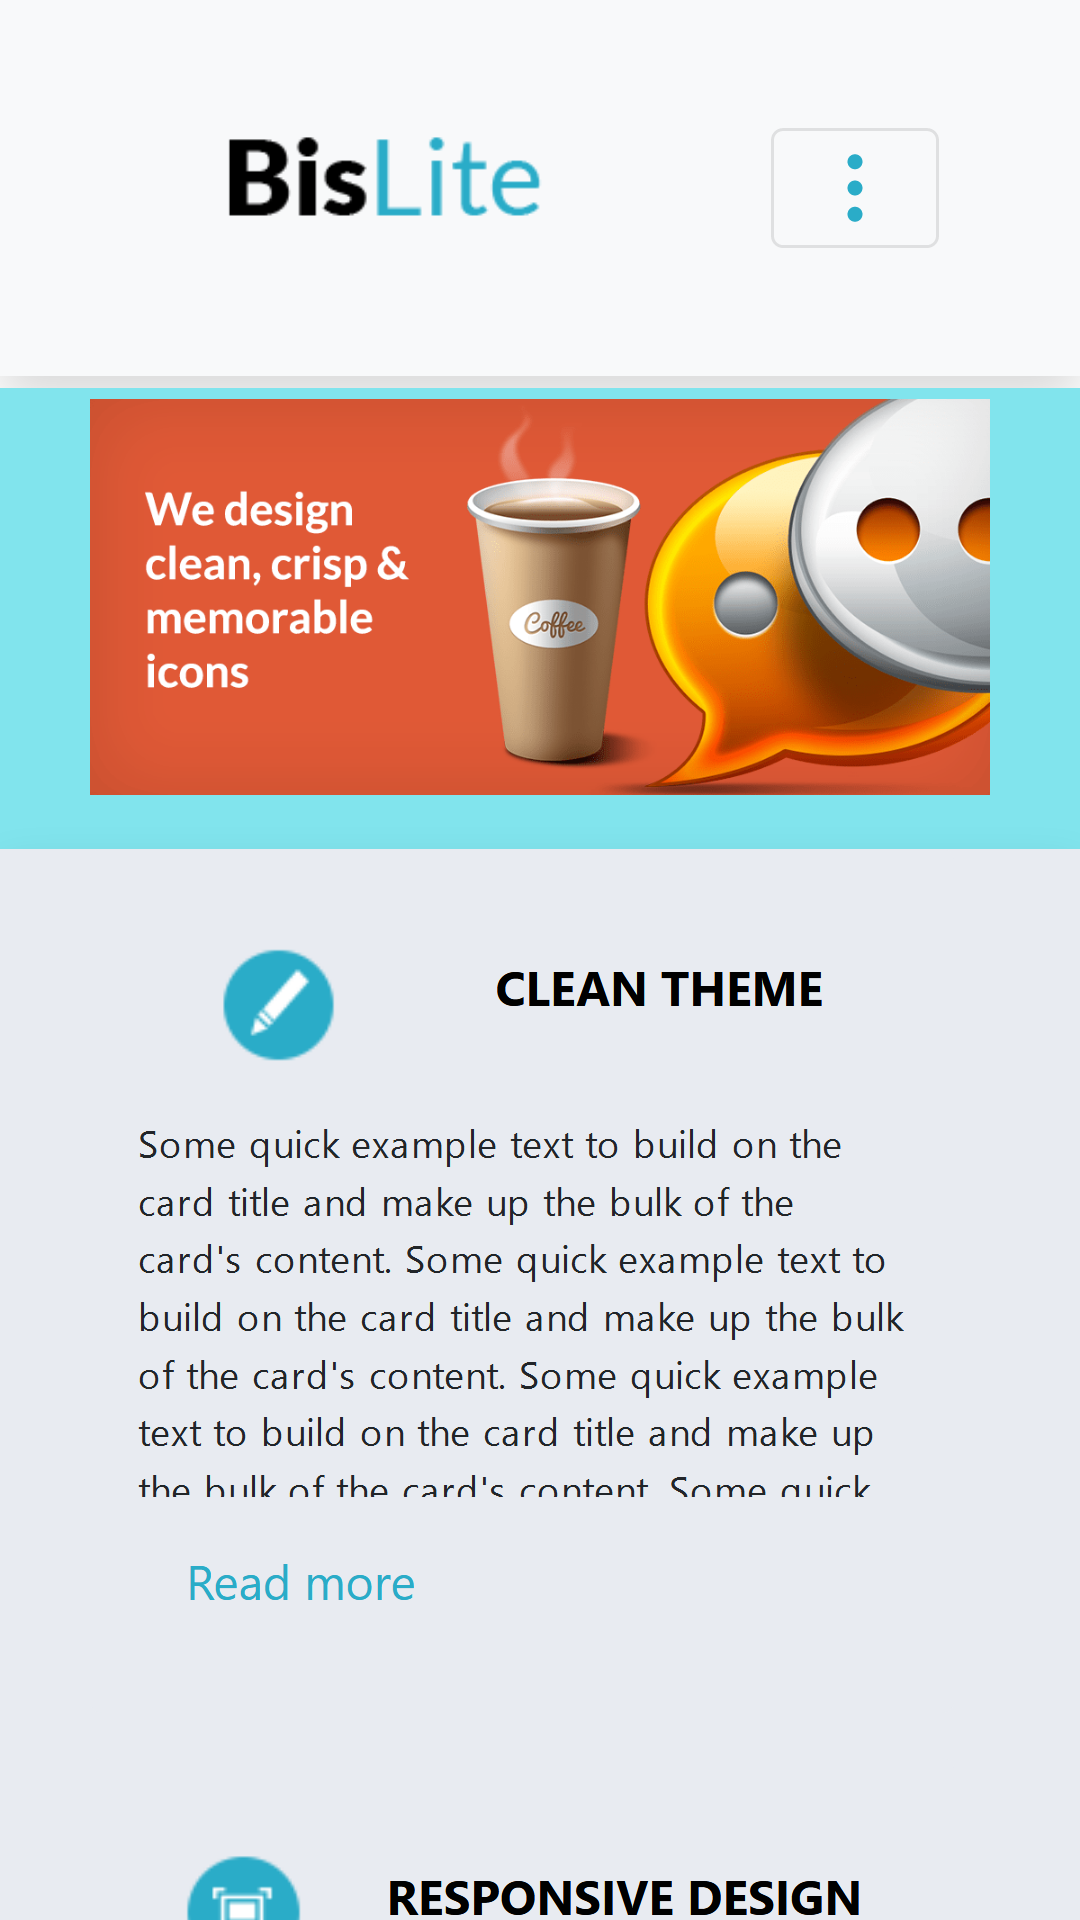 BisLite
We design
clean, crisp &
memorable
icons
Coffee
CLEAN THEME
Some quick example text to build on the
card title and make up the bulk of the
card's content. Some quick example text to
build on the card title and make up the bulk
of the card's content. Some quick example
text to build on the card title and make up
the bulk of the card's content. Some quick
Read more
RESPONSIVE DESIGN